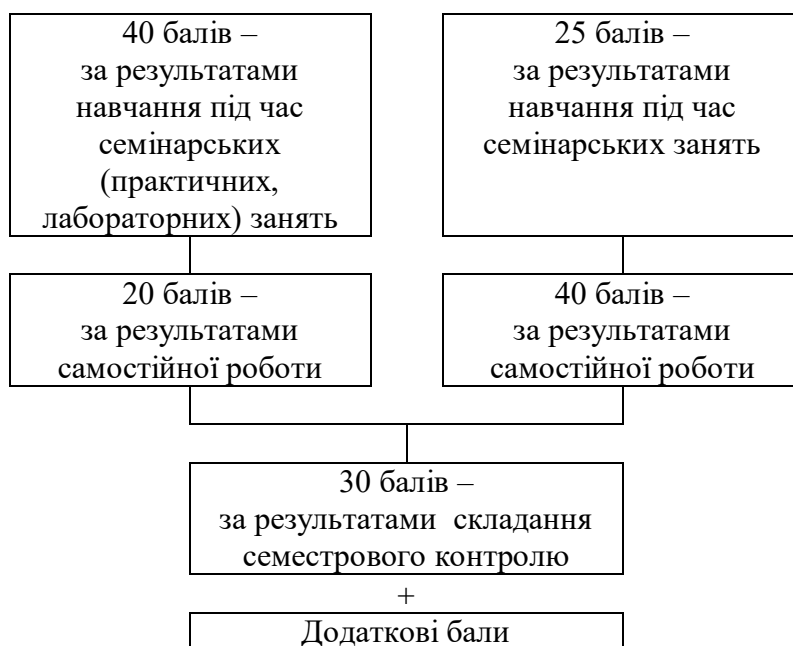 40 балів –
за результатами
навчання під час
семінарських
(практичних,
лабораторних) занять
25 балів –
за результатами
навчання під час
семінарських занять
20 балів –
за результатами
самостійної роботи
40 балів –
за результатами
самостійної роботи
30 балів –
за результатами складання
семестрового контролю
+
Додаткові бали